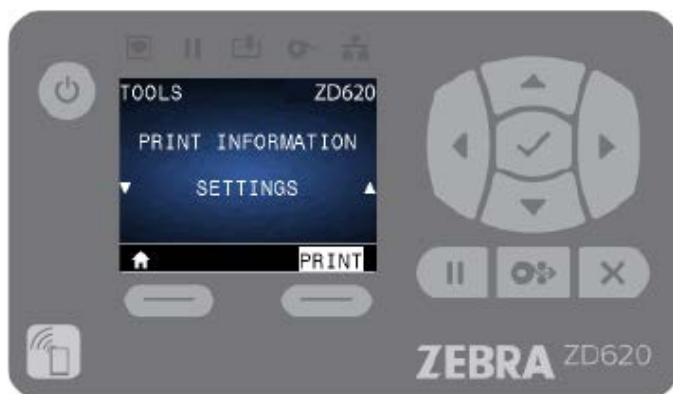 TOOLS ZD620
PRINT INFORMATION
SETTINGS
PRINT
ZEBRA ZD620